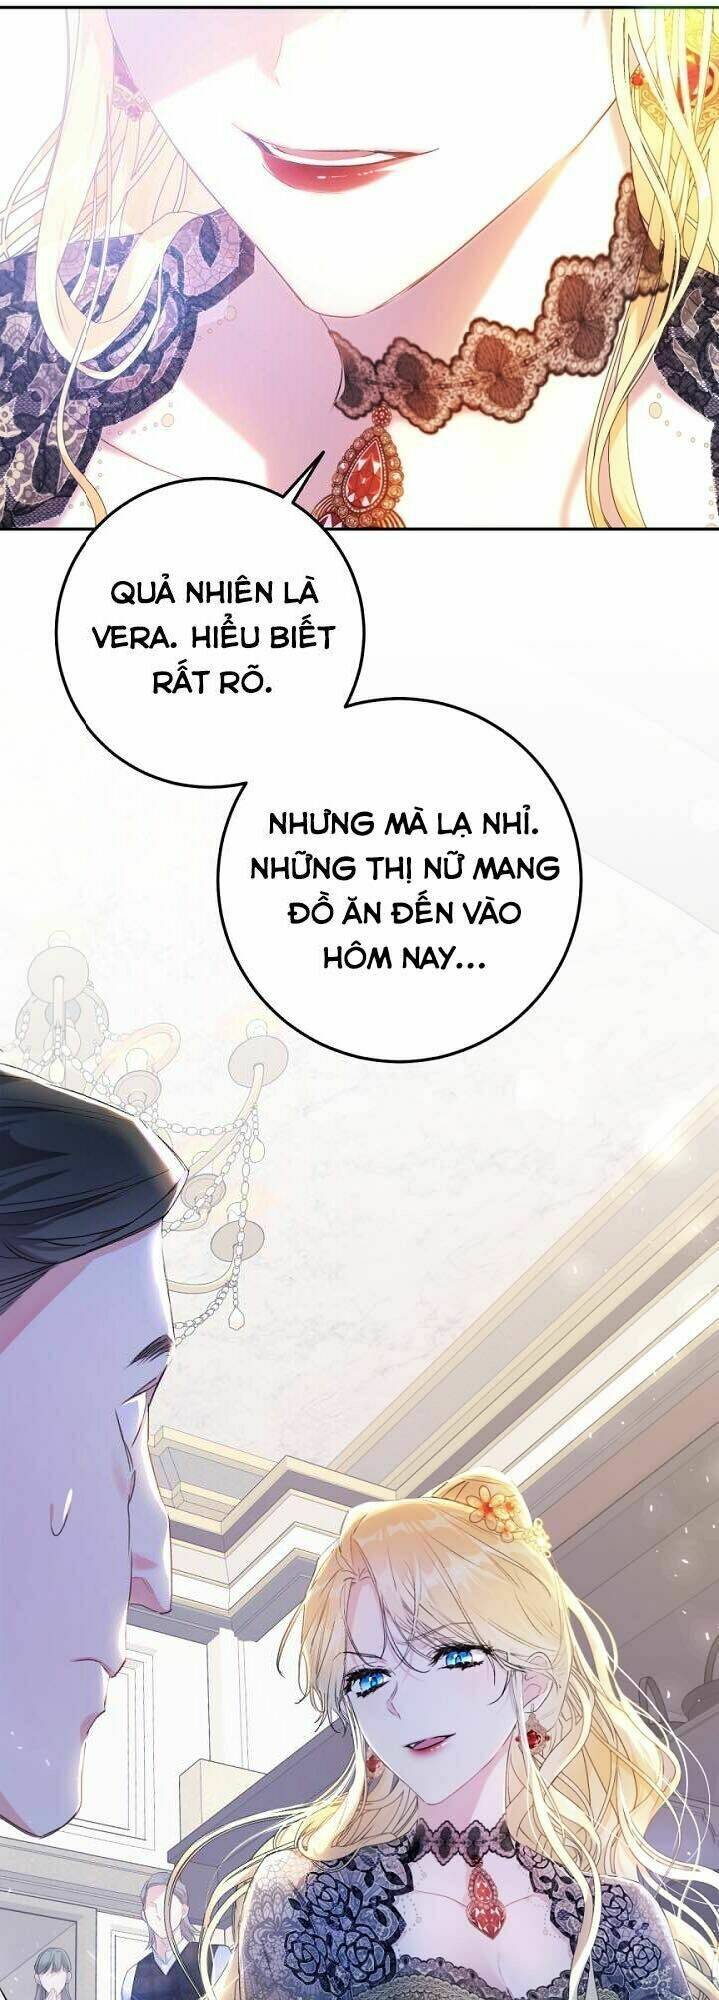 QUẢ NHIÊN LÀ
VERA. HIỂU BIẾT
RẤT RÕ.
NHƯNG MÀ LẠ NHỈ.
NHỮNG THỊ NỮ MANG
ĐỒ ĂN ĐẾN VÀO
HÔM NAY...